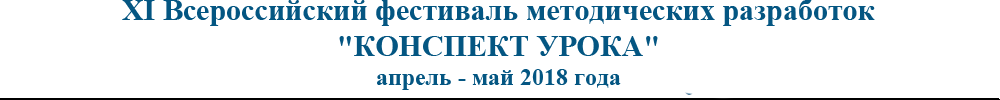 XI Всероссийский фестиваль методических разработок
"КОНСПЕКТ УРОКА"
апрель - май 2018 года